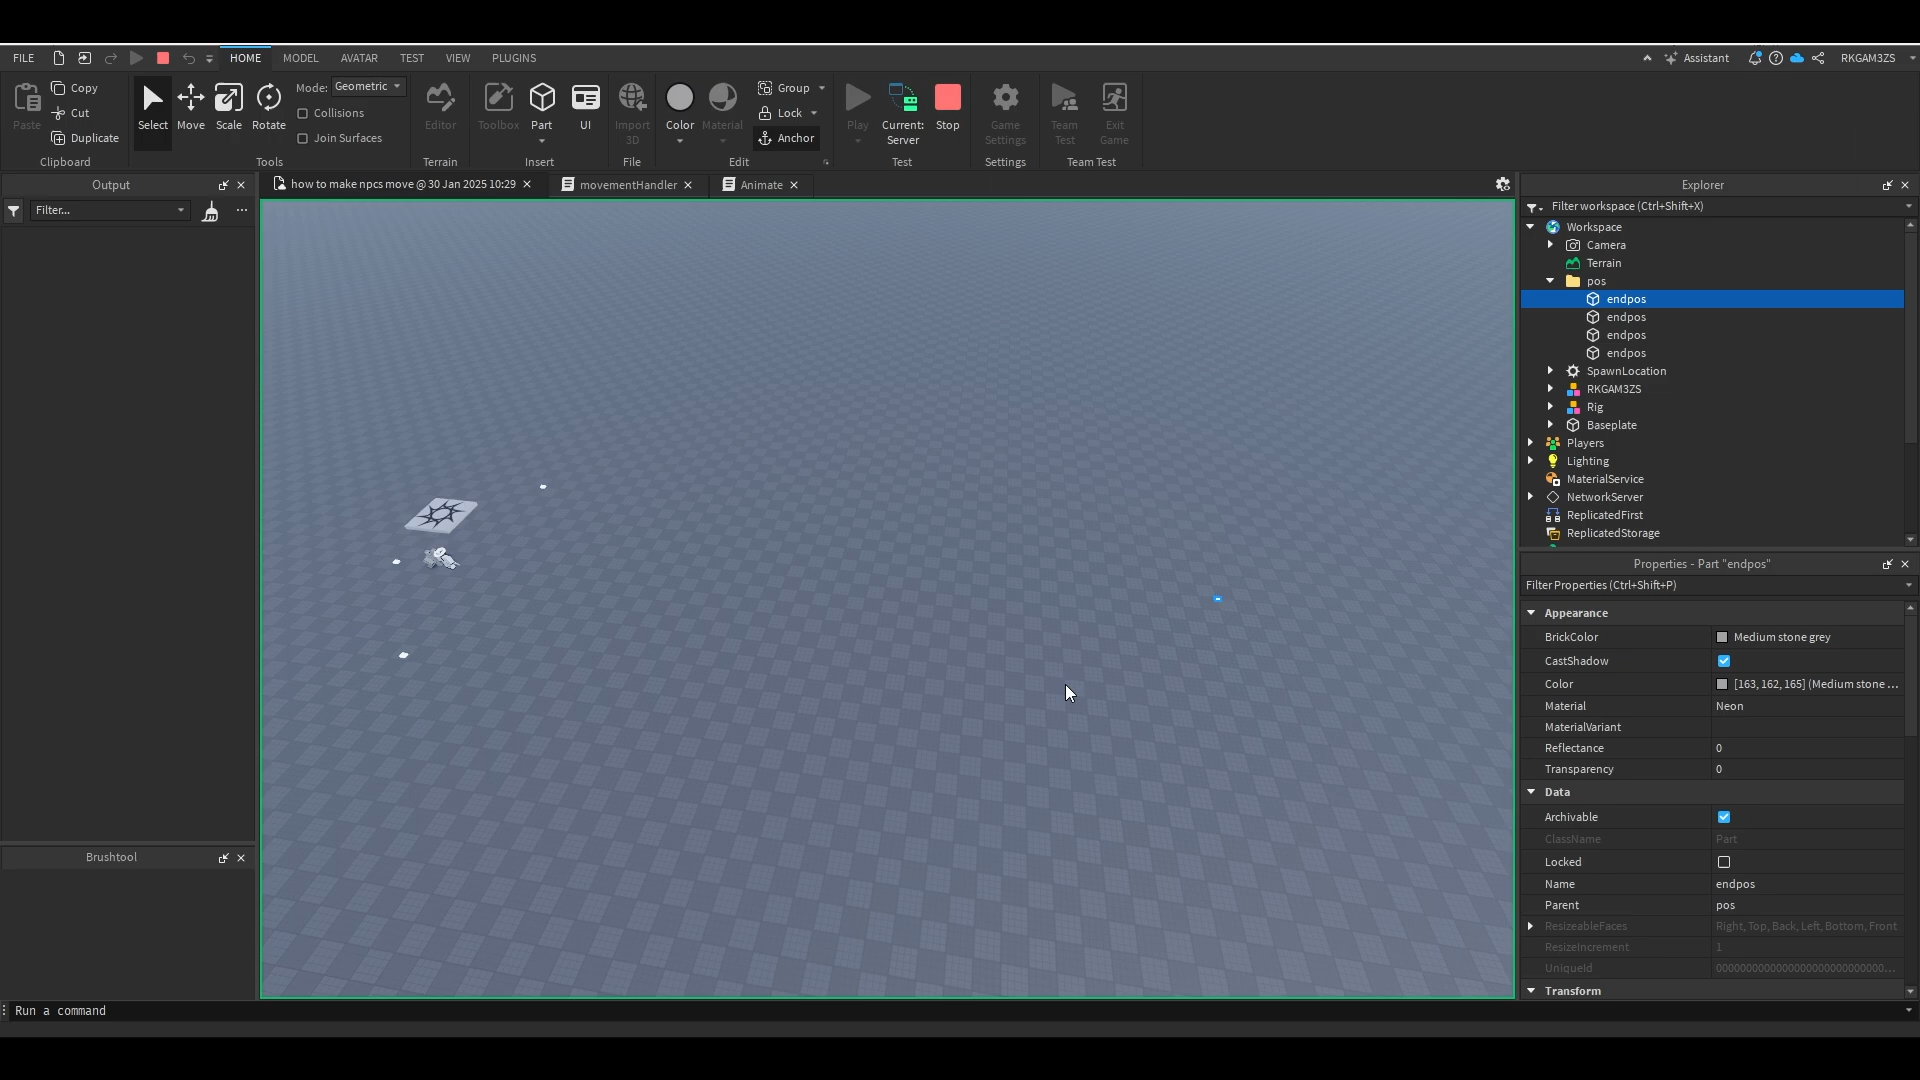 FILE HOME MODEL AVATAR TEST VIEW PLUGINS Assistant RKGAM3ZS
Paste Copy Cut Duplicate
Clipboard
Select Move Scale Rotate Mode: Geometric
Collisions
Join Surfaces
Tools
Editor
Terrain
Toolbox Part UI
Insert
Import 3D
File
Color Material Group
Lock
Anchor
Edit
Play Current: Server Stop
Test
Game Settings
Settings
Team Test Exit Game
Team Test
Output
Filter...
how to make npcs move @ 30 Jan 2025 10:29 movementHandler Animate
Explorer
Filter workspace (Ctrl+Shift+X)
Workspace
Camera
Terrain
pos
endpos
endpos
endpos
endpos
SpawnLocation
RKGAM3ZS
Rig
Baseplate
Players
Lighting
MaterialService
NetworkServer
ReplicatedFirst
ReplicatedStorage
Properties - Part "endpos"
Filter Properties (Ctrl+Shift+P)
Appearance
BrickColor Medium stone grey
CastShadow
Color [163, 162, 165] (Medium stone ...
Material Neon
MaterialVariant
Reflectance 0
Transparency 0
Data
Archivable
ClassName Part
Locked
Name endpos
Parent pos
ResizeableFaces Right, Top, Back, Left, Bottom, Front
ResizeIncrement 1
UniqueId 00000000000000000000000000...
Transform
Brushtool
Run a command